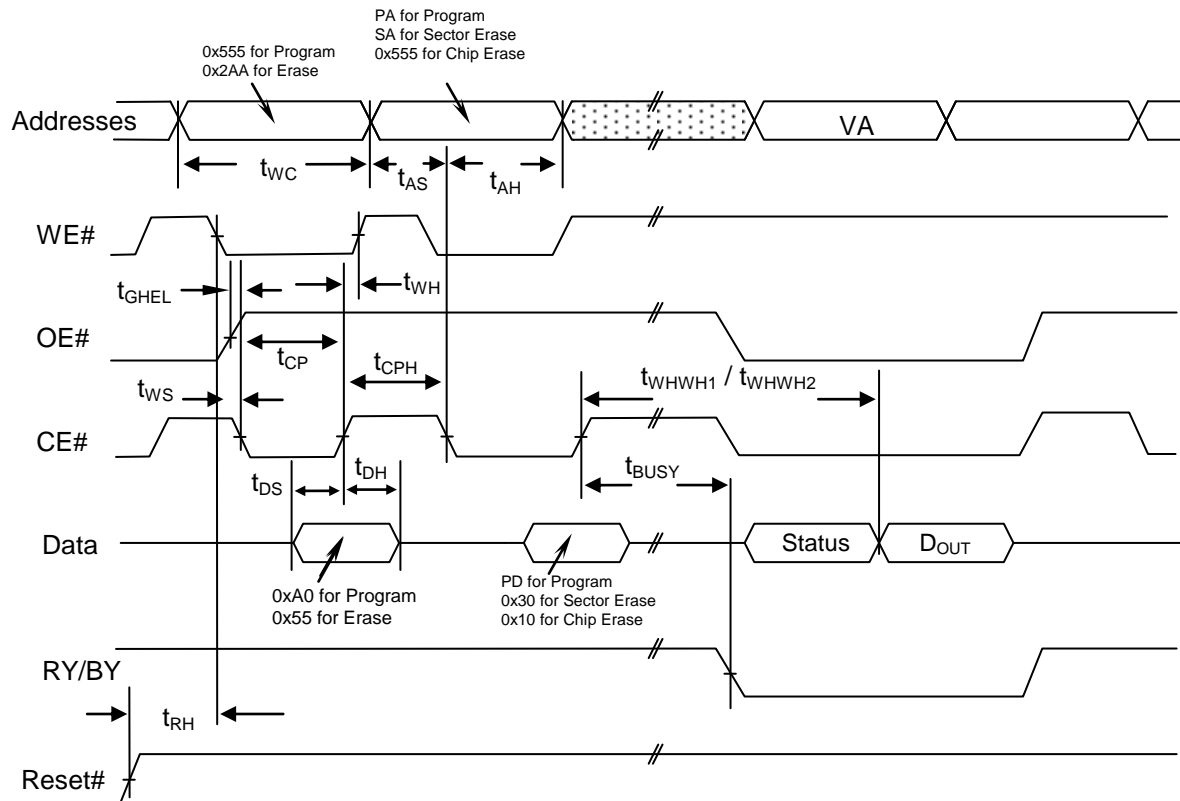 PA for Program
SA for Sector Erase
0x555 for Chip Erase
0x555 for Program
0x2AA for Erase
Addresses
VA
tWC
tAS
tAH
WE#
tGHEL
tWH
OE#
tCP
tCPH
tWHWH1 / tWHWH2
tWS
CE#
tDS
tDH
tBUSY
Data
Status
DOUT
0xA0 for Program
0x55 for Erase
PD for Program
0x30 for Sector Erase
0x10 for Chip Erase
RY/BY
tRH
Reset#